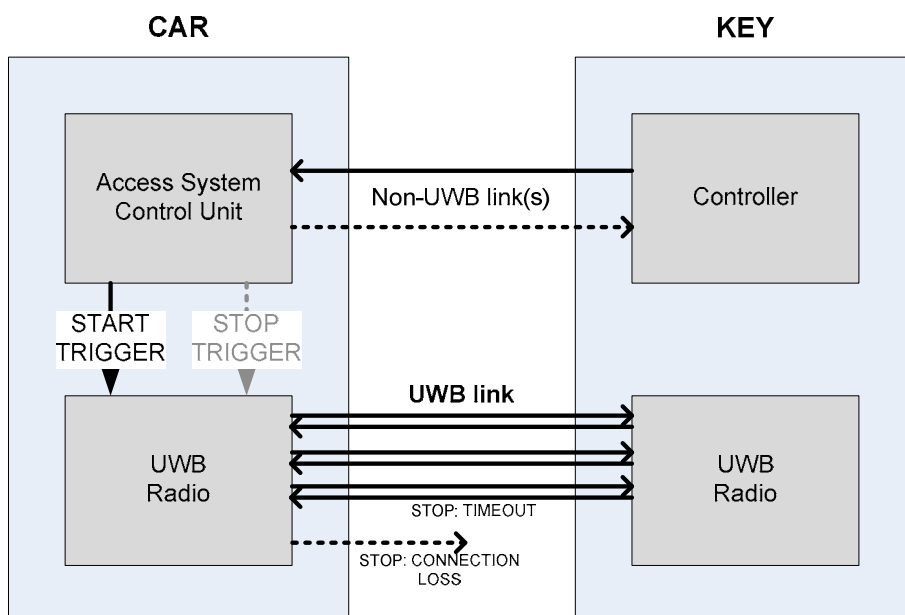 CAR
KEY
Access System
Control Unit
Non-UWB link(s)
Controller
START
TRIGGER
STOP
TRIGGER
UWB link
UWB
Radio
UWB
Radio
STOP: TIMEOUT
STOP: CONNECTION
LOSS